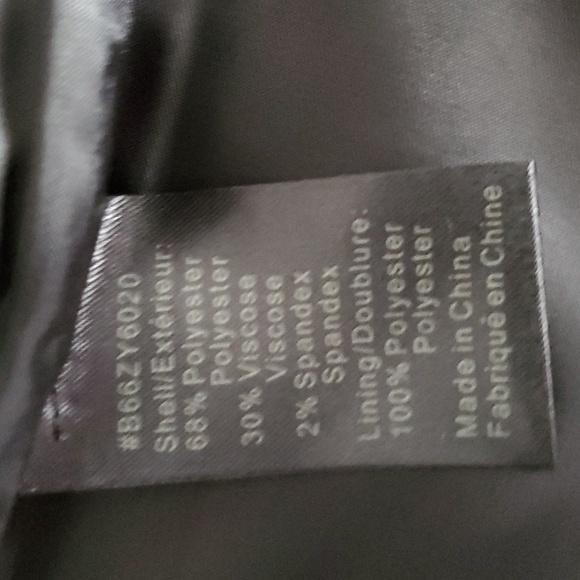 #B66ZY6020
Shell/Extérieur:
68% Polyester
Polyester
30% Viscose
Viscose
2% Spandex
Spandex
Lining/Doublure:
100% Polyester
Polyester
Made in China
Fabriqué en Chine